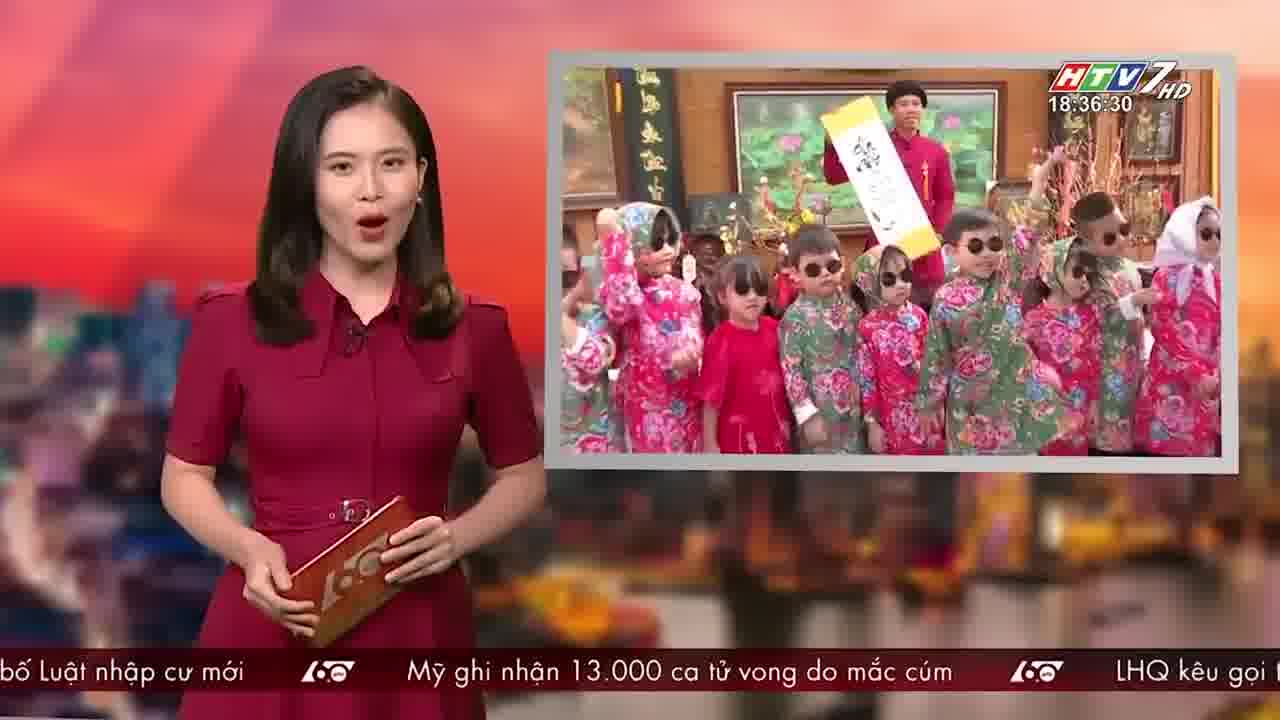 HTV7 HD
18:36:30
bố Luật nhập cư mới 60 Mỹ ghi nhận 13.000 ca tử vong do mắc cúm 60 LHQ kêu gọi